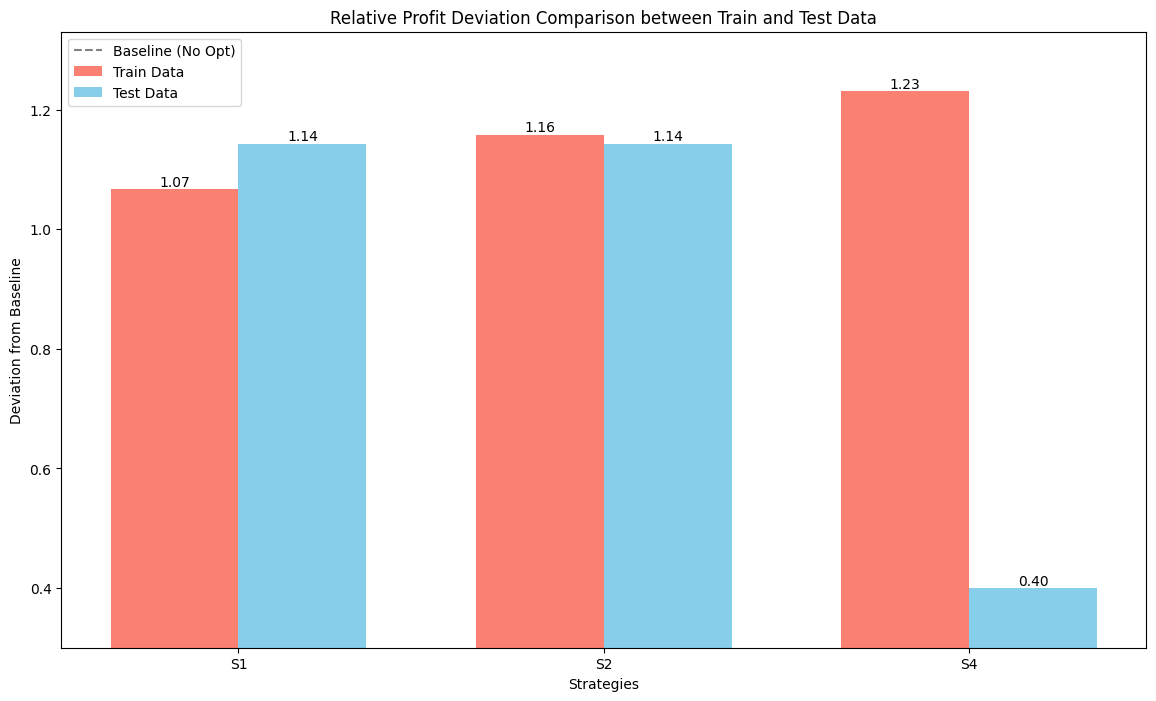 Relative Profit Deviation Comparison between Train and Test Data
Baseline (No Opt)
Train Data
Test Data
Deviation from Baseline
1.2
1.0
0.8
0.6
0.4
1.07
1.14
1.16
1.14
1.23
0.40
S1
S2
S4
Strategies